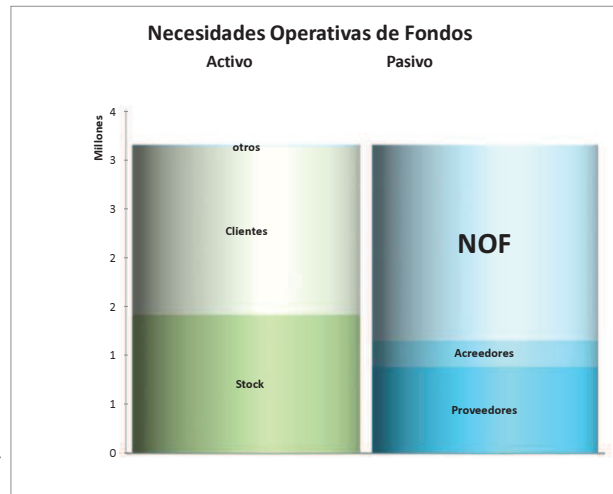 Necesidades Operativas de Fondos
Activo Pasivo
Millones
4
3
3
2
2
1
1
0
otros
Clientes
Stock
NOF
Acreedores
Proveedores